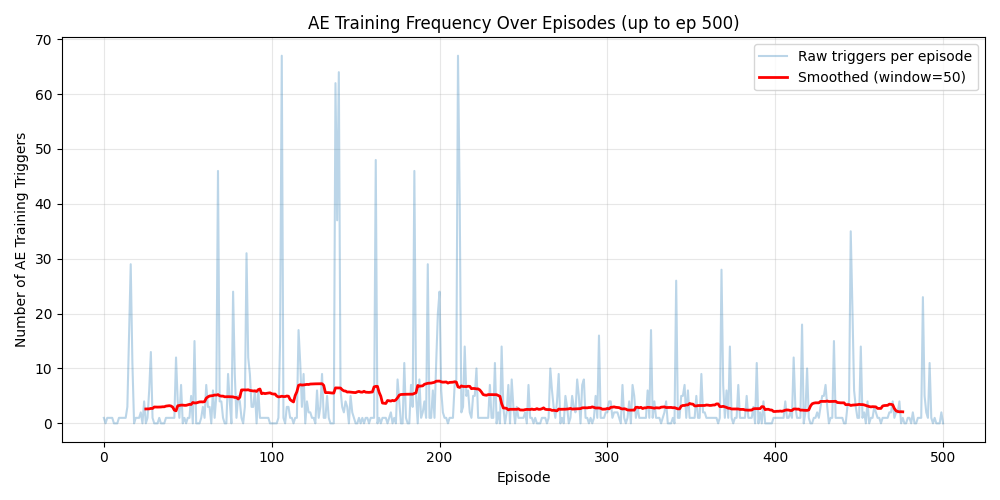 AE Training Frequency Over Episodes (up to ep 500)
Number of AE Training Triggers
70
60
50
40
30
20
10
0
Raw triggers per episode
Smoothed (window=50)
0 100 200 300 400 500
Episode